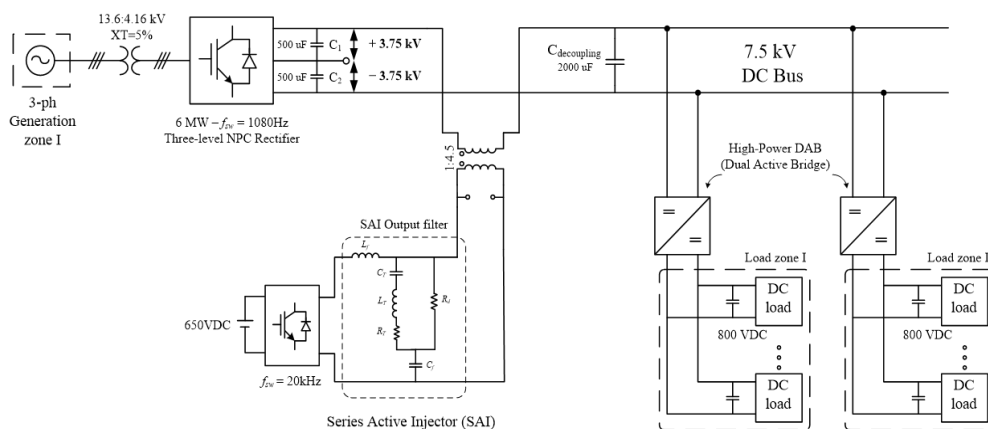 13.6:4.16 kV
XT=5%
3-ph
Generation
zone I
500 uF
C1
+ 3.75 kV
500 uF
C2
− 3.75 kV
6 MW – fsw = 1080Hz
Three-level NPC Rectifier
Cdecoupling
2000 uF
7.5 kV
DC Bus
1:4.5
High-Power DAB
(Dual Active Bridge)
SAI Output filter
Lf
CT
LT
RT
Rd
Cf
650VDC
fsw = 20kHz
Series Active Injector (SAI)
Load zone I
DC
load
800 VDC
DC
load
Load zone I
DC
load
800 VDC
DC
load